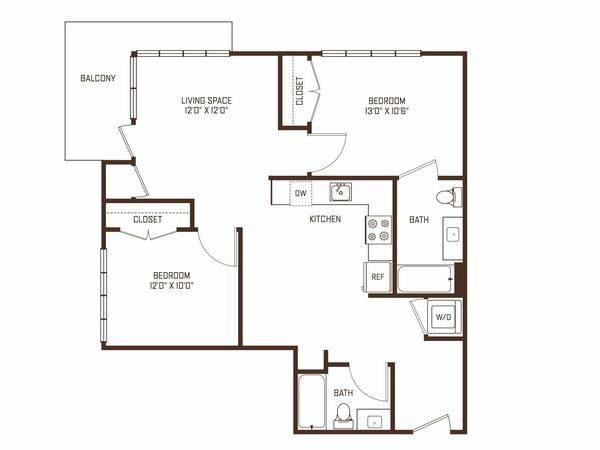 BALCONY
LIVING SPACE
12'0" X 12'0"
CLOSET
BEDROOM
13'0" X 10'6"
DW
KITCHEN
BATH
CLOSET
REF
BEDROOM
12'0" X 10'0"
W/D
BATH